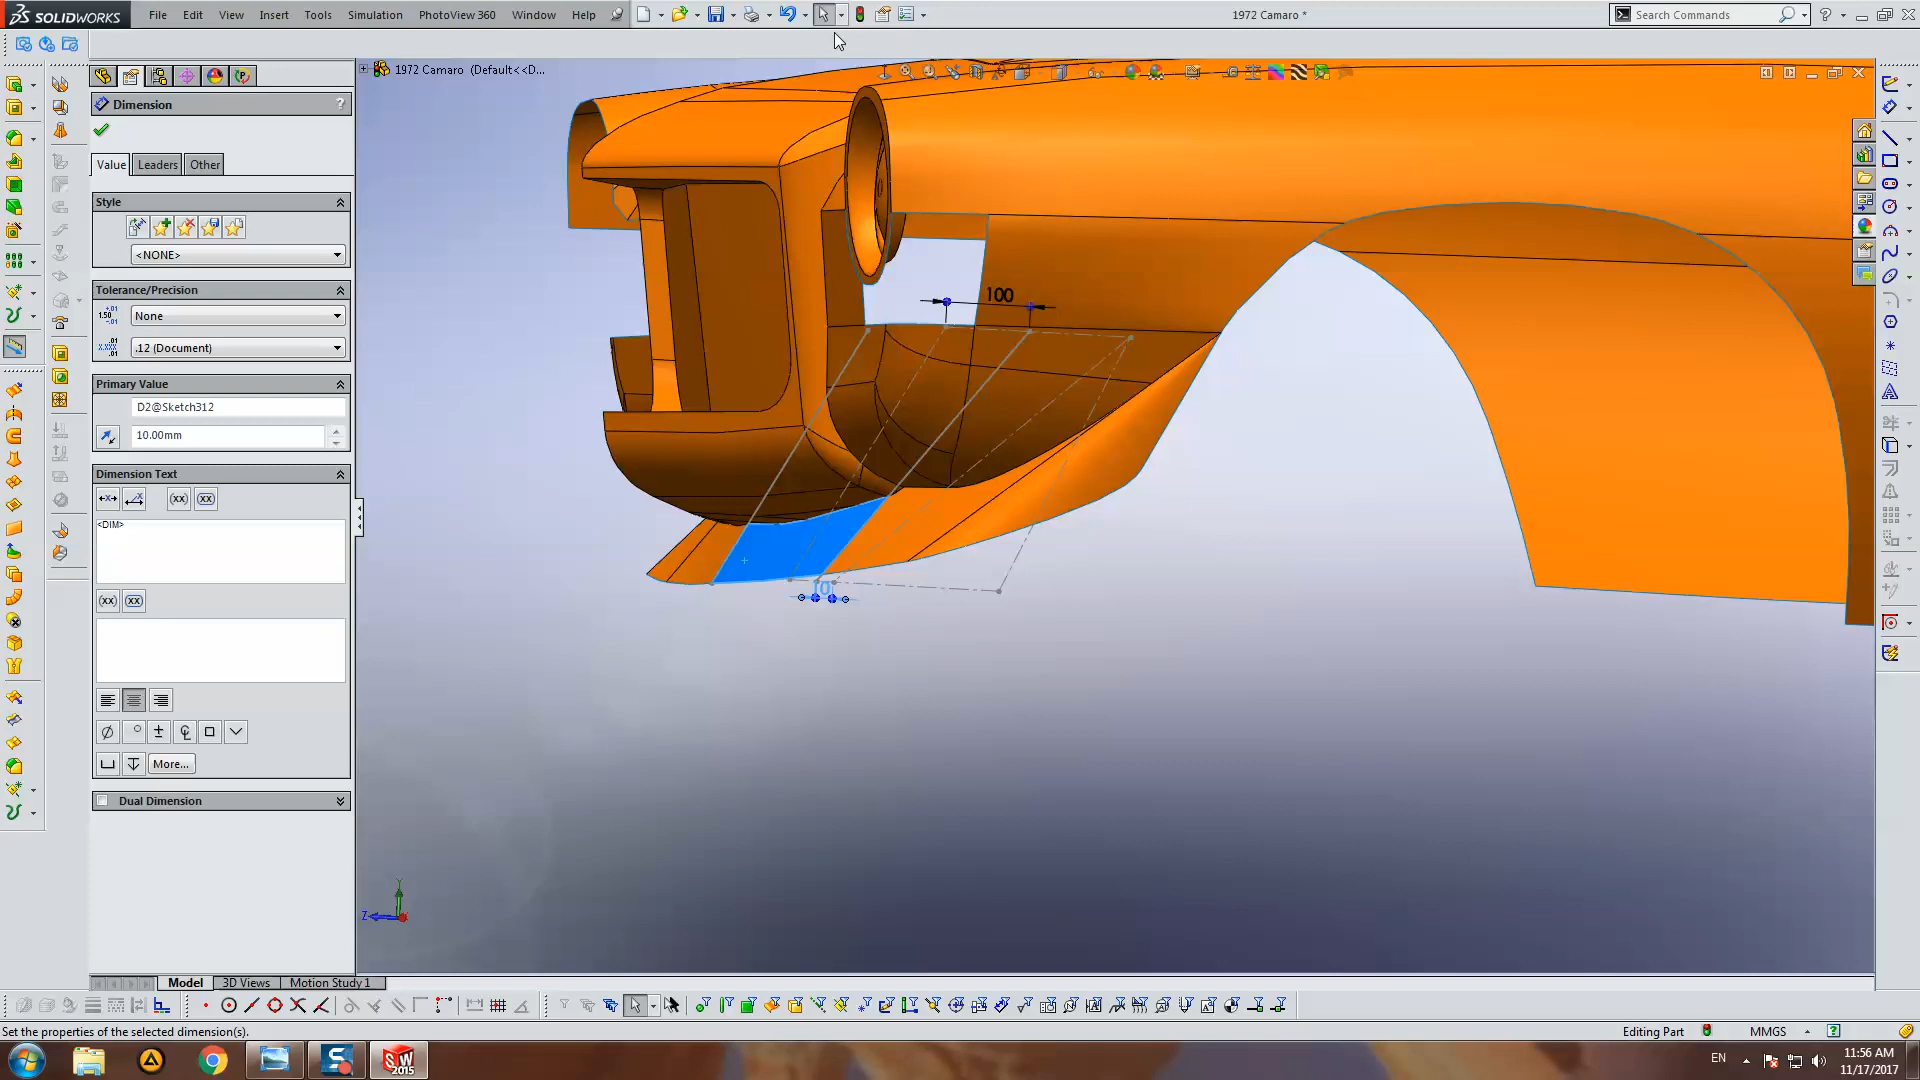 SOLIDWORKS File Edit View Insert Tools Simulation PhotoView 360 Window Help 1972 Camaro * Search Commands
1972 Camaro (Default<<D...
Dimension ?
Value Leaders Other
Style
<NONE>
Tolerance/Precision
None
.12 (Document)
Primary Value
D2@Sketch312
10.00mm
Dimension Text
<DIM>
More...
Dual Dimension
100
10
Y
Z
Model 3D Views Motion Study 1
Set the properties of the selected dimension(s). Editing Part MMGS
EN 11:56 AM
11/17/2017
SW
2015